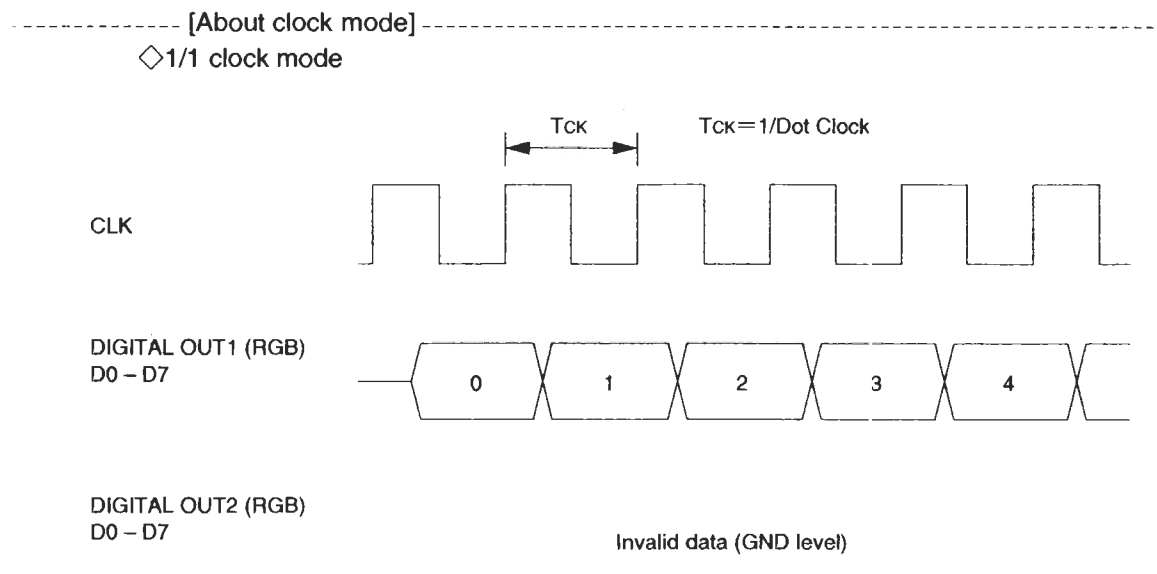 [About clock mode]
◇1/1 clock mode
TCK
TCK=1/Dot Clock
CLK
DIGITAL OUT1 (RGB)
D0 – D7
0 1 2 3 4
DIGITAL OUT2 (RGB)
D0 – D7
Invalid data (GND level)